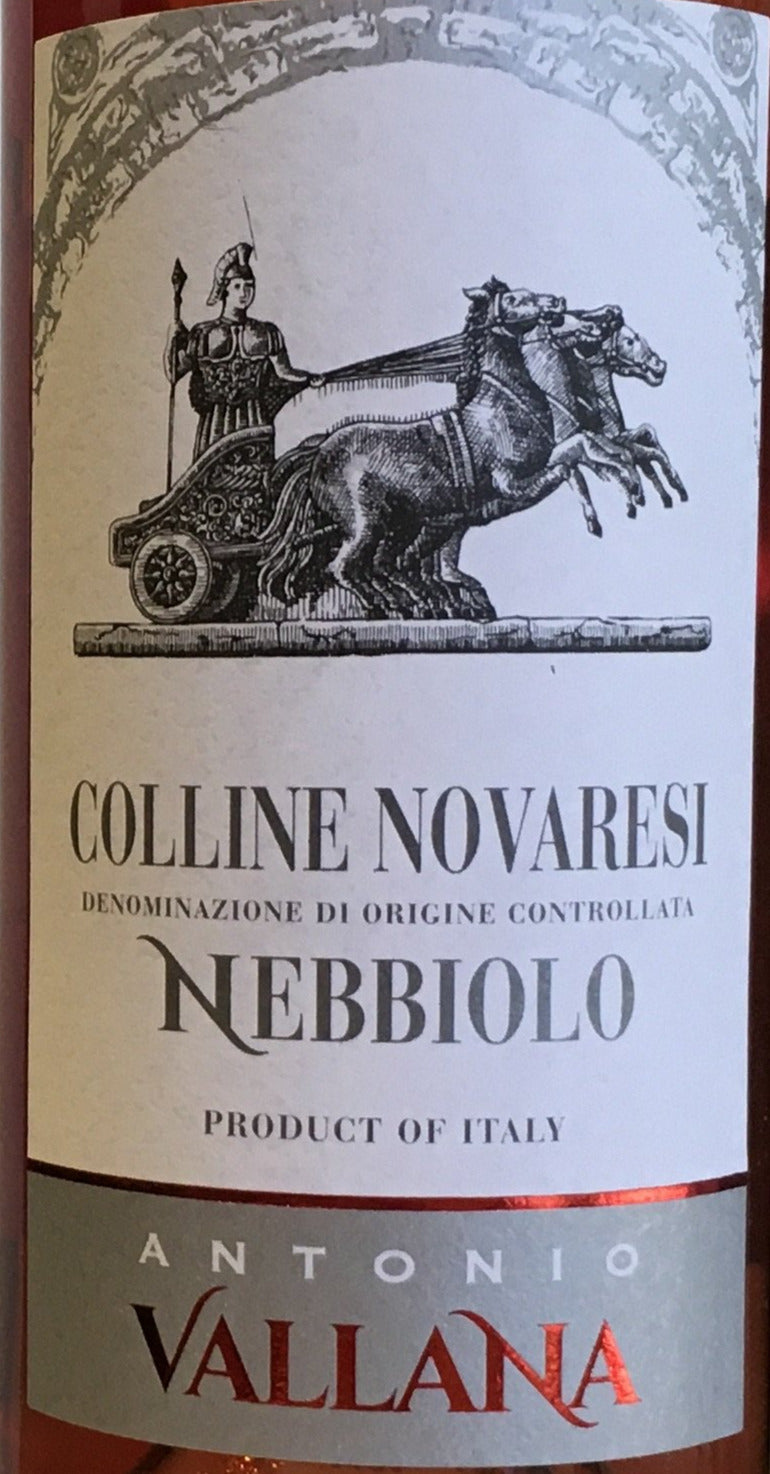 COLLINE NOVARESI
DENOMINAZIONE DI ORIGINE CONTROLLATA
NEBBIOLO
PRODUCT OF ITALY
ANTONIO
VALLANA